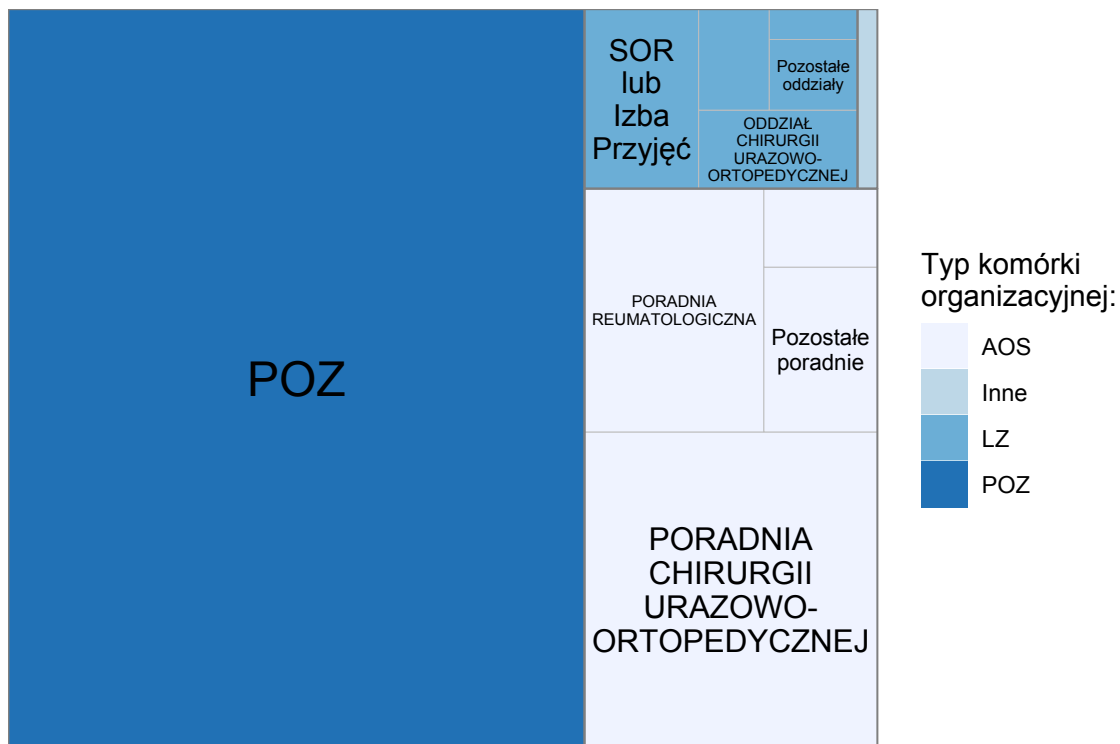 POZ
SOR
lub
Izba
Przyjęć
Pozostałe
oddziały
ODDZIAŁ
CHIRURGII
URAZOWO-
ORTOPEDYCZNEJ
PORADNIA
REUMATOLOGICZNA
Pozostałe
poradnie
PORADNIA
CHIRURGII
URAZOWO-
ORTOPEDYCZNEJ
Typ komórki
organizacyjnej:
AOS
Inne
LZ
POZ